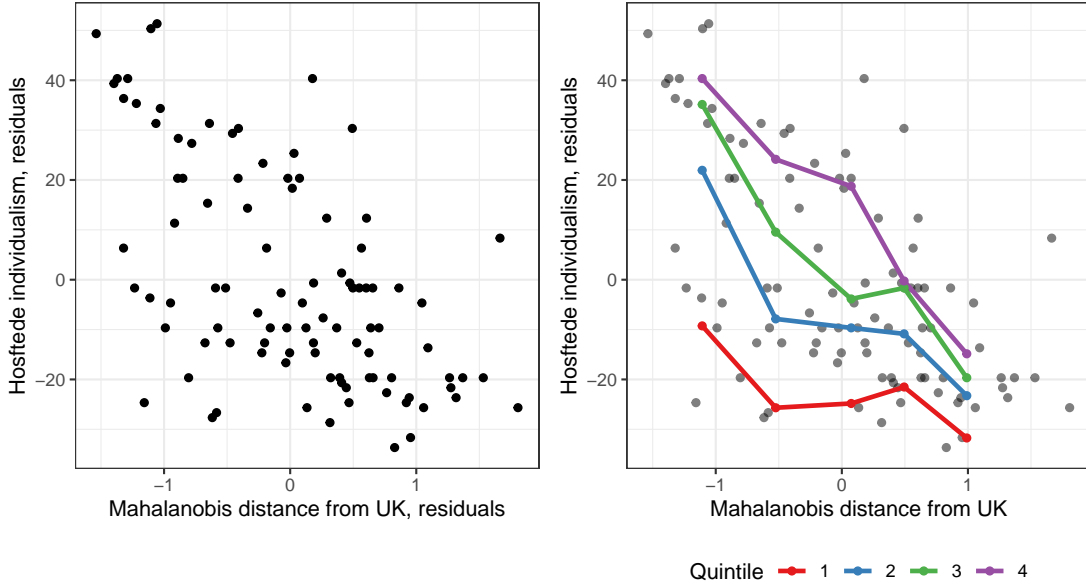 Hosftede individualism, residuals
40
20
0
−20
−1
0
1
Mahalanobis distance from UK, residuals
Hosftede individualism, residuals
40
20
0
−20
−1
0
1
Mahalanobis distance from UK
Quintile 1 2 3 4